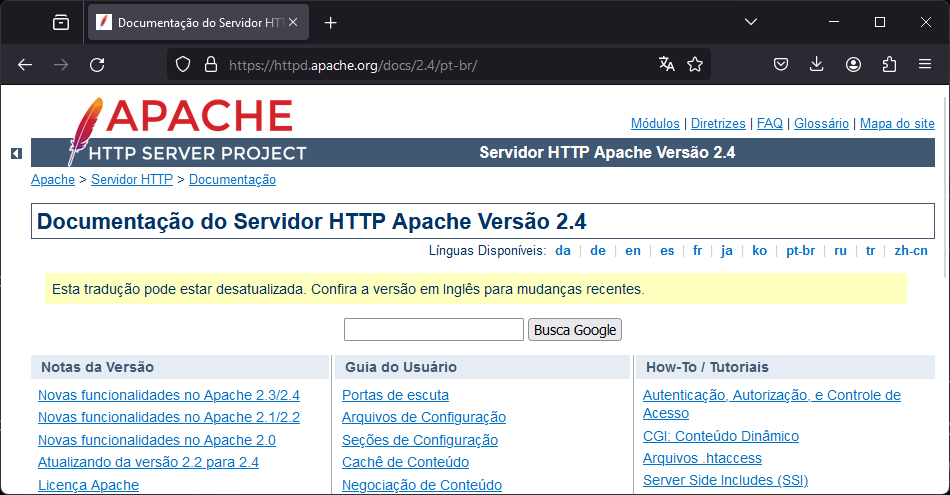 Documentação do Servidor HTT
https://httpd.apache.org/docs/2.4/pt-br/
APACHE
HTTP SERVER PROJECT
Módulos | Diretrizes | FAQ | Glossário | Mapa do site
Servidor HTTP Apache Versão 2.4
Apache > Servidor HTTP > Documentação
Documentação do Servidor HTTP Apache Versão 2.4
Línguas Disponíveis: da | de | en | es | fr | ja | ko | pt-br | ru | tr | zh-cn
Esta tradução pode estar desatualizada. Confira a versão em Inglês para mudanças recentes.
Busca Google
Notas da Versão
Novas funcionalidades no Apache 2.3/2.4
Novas funcionalidades no Apache 2.1/2.2
Novas funcionalidades no Apache 2.0
Atualizando da versão 2.2 para 2.4
Licença Apache
Guia do Usuário
Portas de escuta
Arquivos de Configuração
Seções de Configuração
Cachê de Conteúdo
Negociação de Conteúdo
How-To / Tutoriais
Autenticação, Autorização, e Controle de
Acesso
CGI: Conteúdo Dinâmico
Arquivos .htaccess
Server Side Includes (SSI)